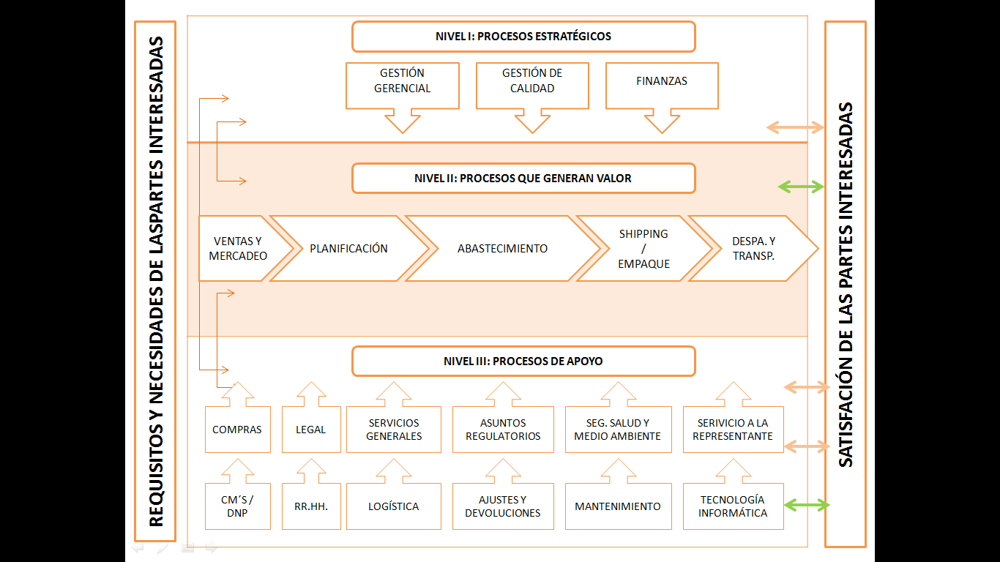 REQUISITOS Y NECESIDADES DE LASPARTES INTERESADAS
NIVEL I: PROCESOS ESTRATÉGICOS
GESTIÓN
GERENCIAL
GESTIÓN DE
CALIDAD
FINANZAS
NIVEL II: PROCESOS QUE GENERAN VALOR
VENTAS Y
MERCADEO
PLANIFICACIÓN
ABASTECIMIENTO
SHIPPING
/
EMPAQUE
DESPA. Y
TRANSP.
NIVEL III: PROCESOS DE APOYO
COMPRAS
LEGAL
SERVICIOS
GENERALES
ASUNTOS
REGULATORIOS
SEG. SALUD Y
MEDIO AMBIENTE
SERIVICIO A LA
REPRESENTANTE
CM´S /
DNP
RR.HH.
LOGÍSTICA
AJUSTES Y
DEVOLUCIONES
MANTENIMIENTO
TECNOLOGÍA
INFORMÁTICA
SATISFACIÓN DE LAS PARTES INTERESADAS